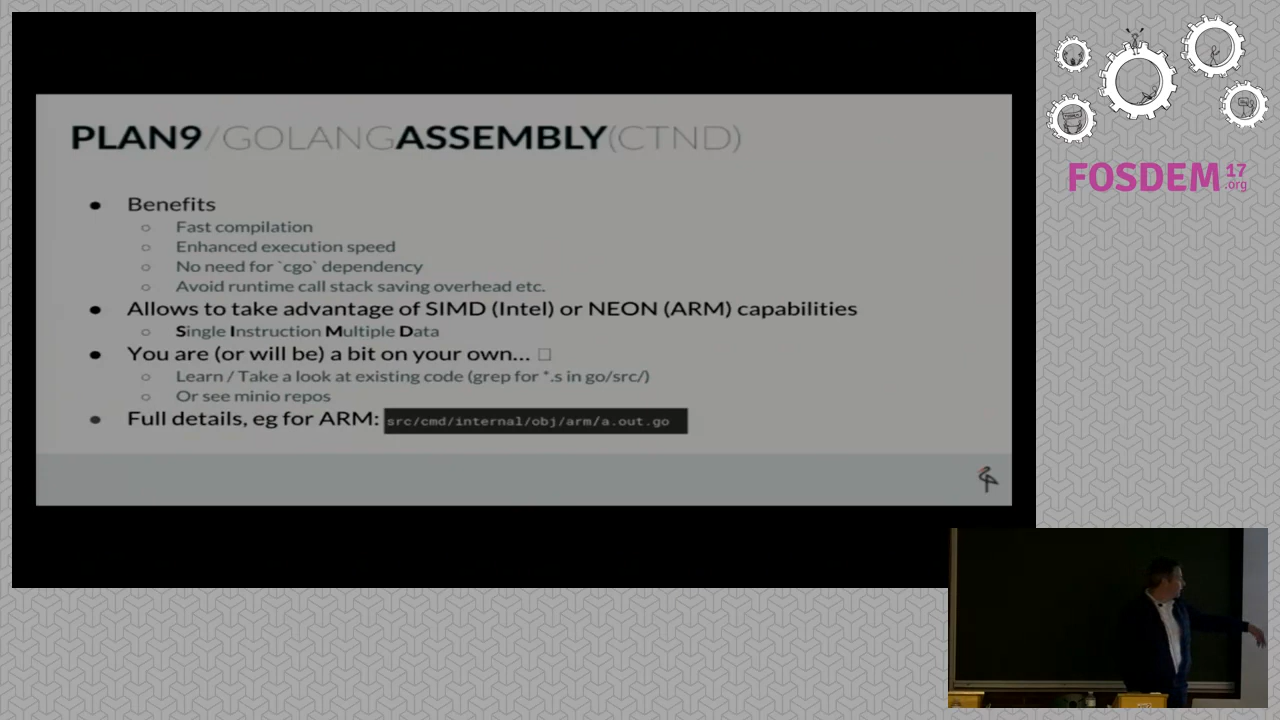 PLAN9/GOLANGASSEMBLY(CTND)
● Benefits
○ Fast compilation
○ Enhanced execution speed
○ No need for `cgo` dependency
○ Avoid runtime call stack saving overhead etc.
● Allows to take advantage of SIMD (Intel) or NEON (ARM) capabilities
○ Single Instruction Multiple Data
● You are (or will be) a bit on your own... □
○ Learn / Take a look at existing code (grep for *.s in go/src/)
○ Or see minio repos
● Full details, eg for ARM: src/cmd/internal/obj/arm/a.out.go
FOSDEM 17
.org